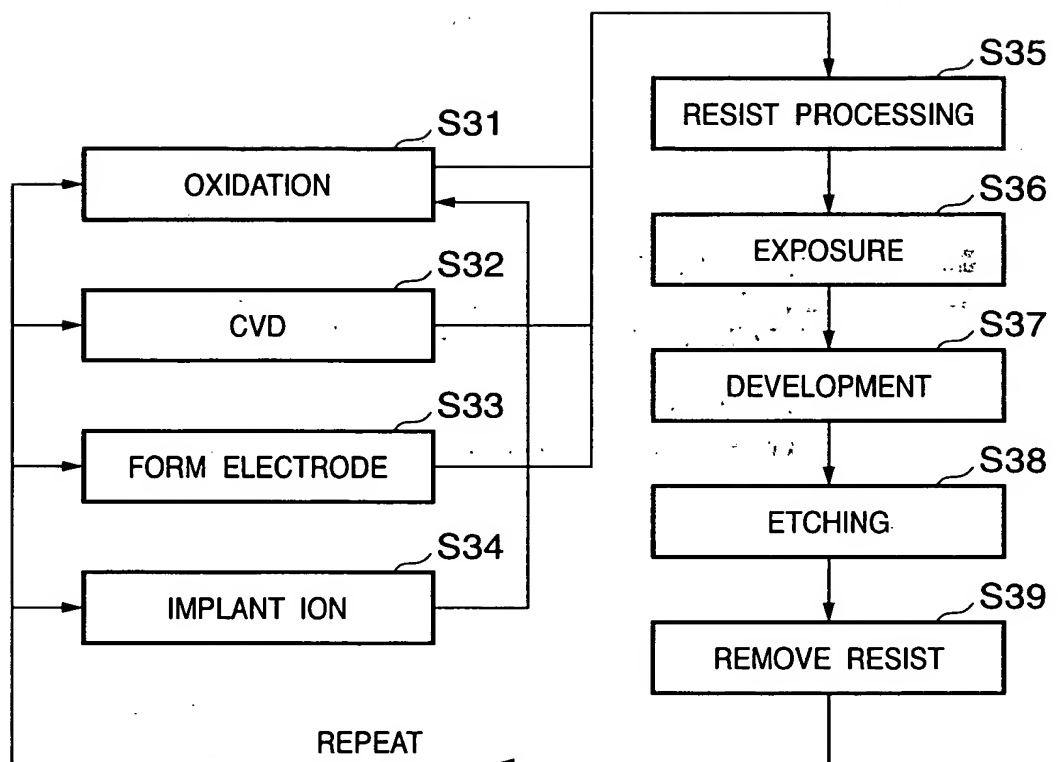 S31
OXIDATION
S32
CVD
S33
FORM ELECTRODE
S34
IMPLANT ION
S35
RESIST PROCESSING
S36
EXPOSURE
S37
DEVELOPMENT
S38
ETCHING
S39
REMOVE RESIST
REPEAT